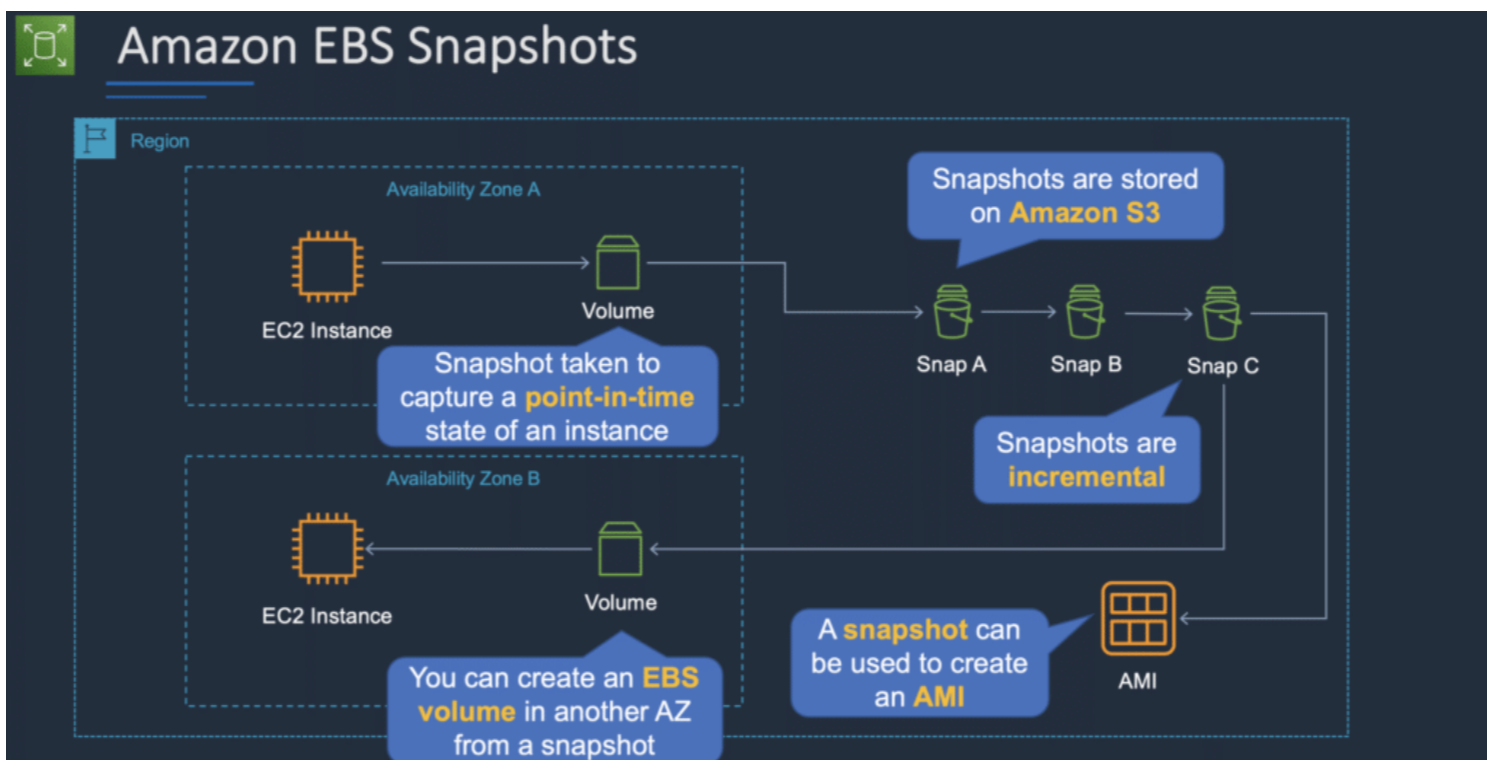 Amazon EBS Snapshots
Region
Availability Zone A
EC2 Instance
Volume
Snapshot taken to
capture a point-in-time
state of an instance
Snapshots are stored
on Amazon S3
Snap A
Snap B
Snap C
Snapshots are
incremental
Availability Zone B
EC2 Instance
Volume
You can create an EBS
volume in another AZ
from a snapshot
A snapshot can
be used to create
an AMI
AMI